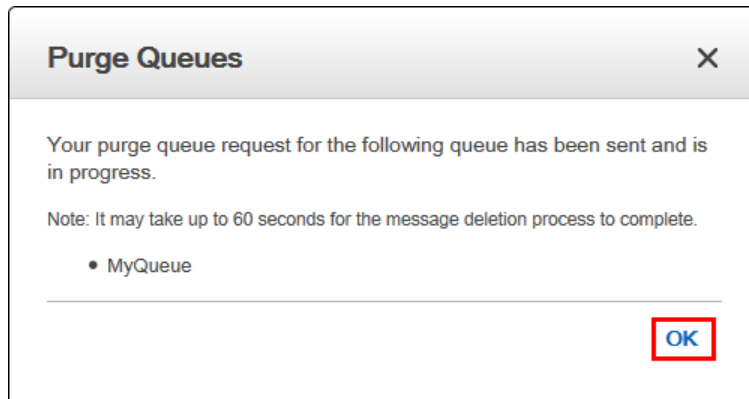 Purge Queues
Your purge queue request for the following queue has been sent and is
in progress.
Note: It may take up to 60 seconds for the message deletion process to complete.
• MyQueue
OK